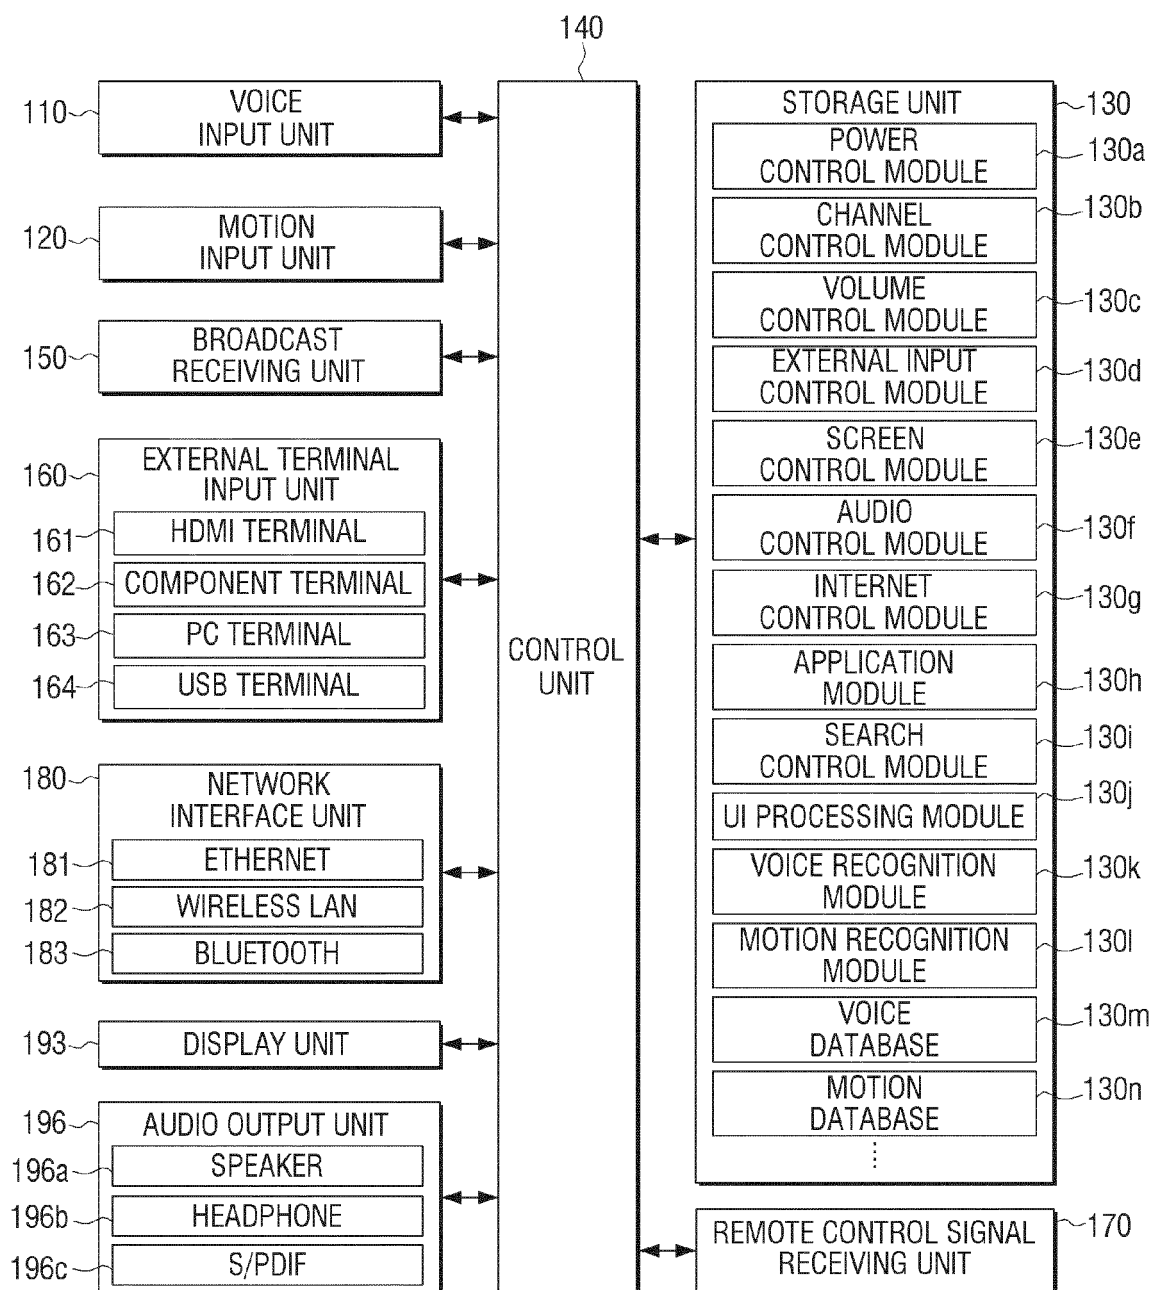 140
110
VOICE
INPUT UNIT
120
MOTION
INPUT UNIT
150
BROADCAST
RECEIVING UNIT
160
EXTERNAL TERMINAL
INPUT UNIT
161
HDMI TERMINAL
162
COMPONENT TERMINAL
163
PC TERMINAL
164
USB TERMINAL
180
NETWORK
INTERFACE UNIT
181
ETHERNET
182
WIRELESS LAN
183
BLUETOOTH
193
DISPLAY UNIT
196
AUDIO OUTPUT UNIT
196a
SPEAKER
196b
HEADPHONE
196c
S/PDIF
CONTROL
UNIT
STORAGE UNIT
130
POWER
CONTROL MODULE
130a
CHANNEL
CONTROL MODULE
130b
VOLUME
CONTROL MODULE
130c
EXTERNAL INPUT
CONTROL MODULE
130d
SCREEN
CONTROL MODULE
130e
AUDIO
CONTROL MODULE
130f
INTERNET
CONTROL MODULE
130g
APPLICATION
MODULE
130h
SEARCH
CONTROL MODULE
130i
UI PROCESSING MODULE
130j
VOICE RECOGNITION
MODULE
130k
MOTION RECOGNITION
MODULE
130l
VOICE
DATABASE
130m
MOTION
DATABASE
130n
REMOTE CONTROL SIGNAL
RECEIVING UNIT
170